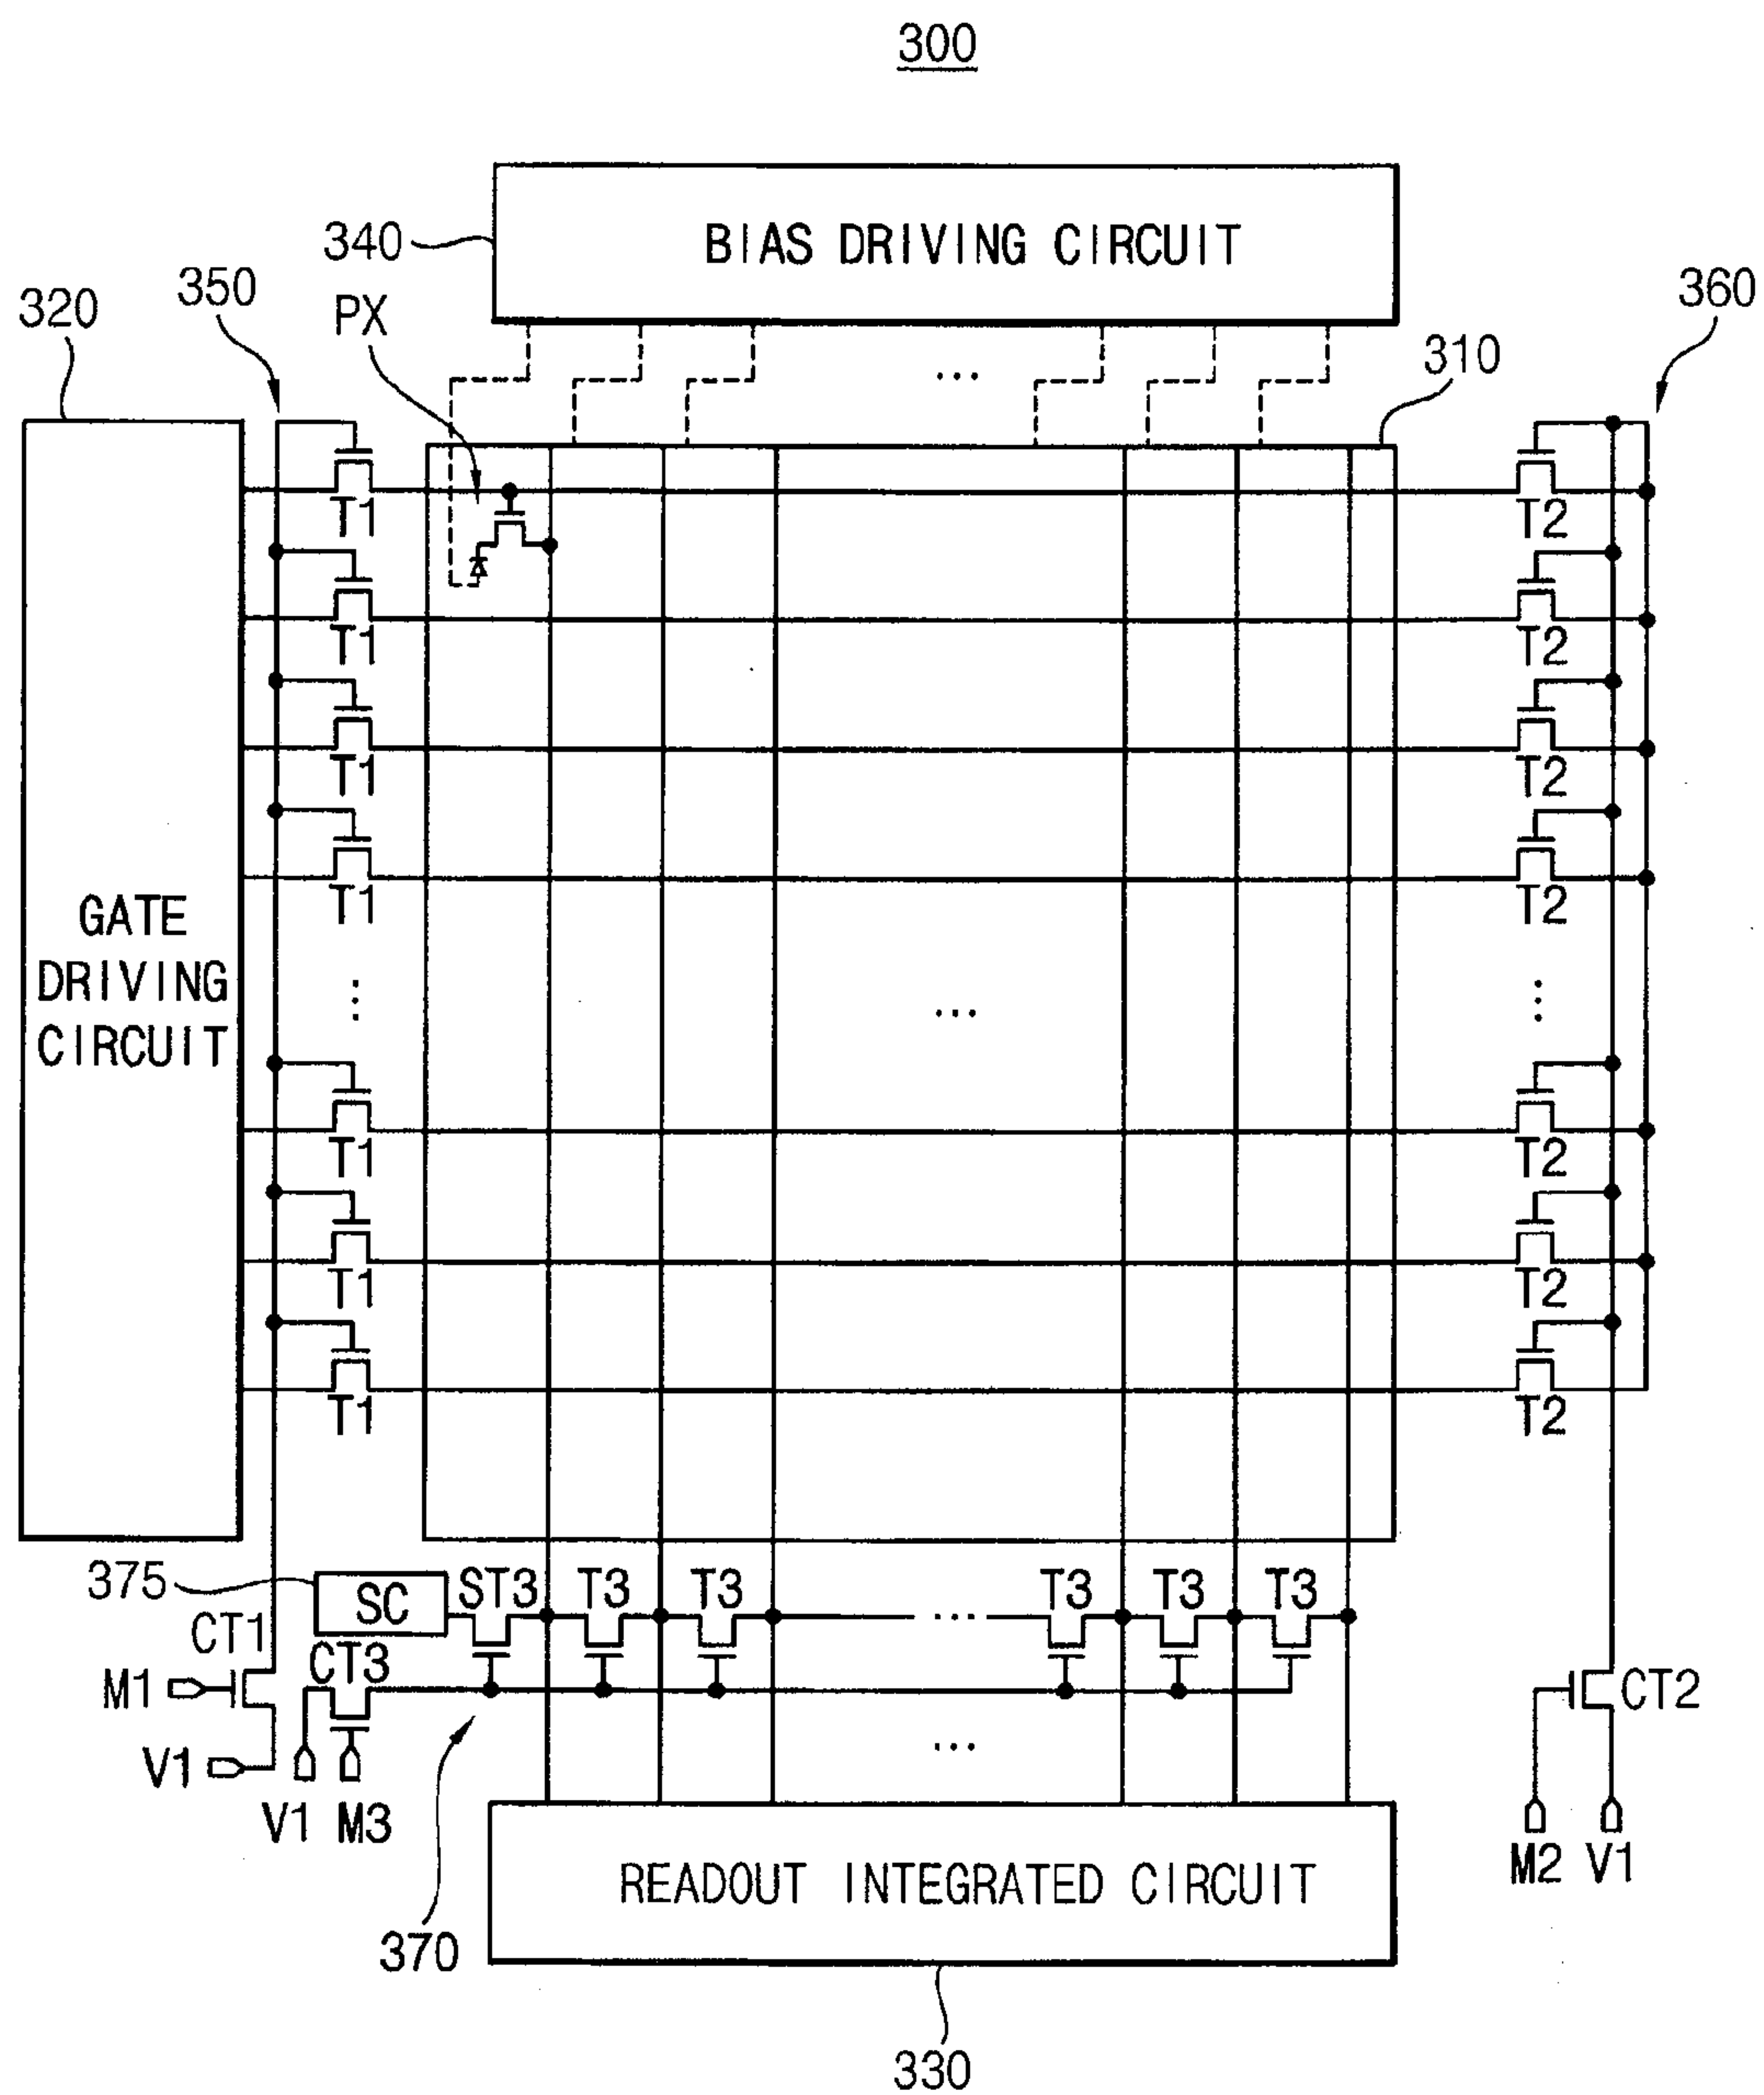 300
BIAS DRIVING CIRCUIT
340
350
PX
320
360
310
T1
T2
T1
T2
T1
T2
T1
T2
GATE
DRIVING
CIRCUIT
...
...
...
...
T1
T2
T1
T2
T1
T2
375
SC
ST3
T3
T3
...
T3
T3
T3
CT1
CT3
M1
CT2
V1
...
V1
M3
M2
V1
370
READOUT INTEGRATED CIRCUIT
330